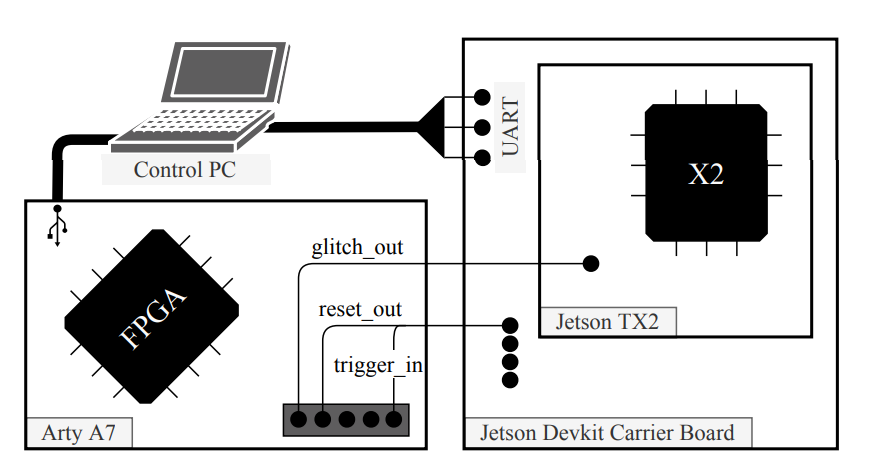 Control PC
UART
X2
glitch_out
FPGA
reset_out
Jetson TX2
trigger_in
Arty A7
Jetson Devkit Carrier Board